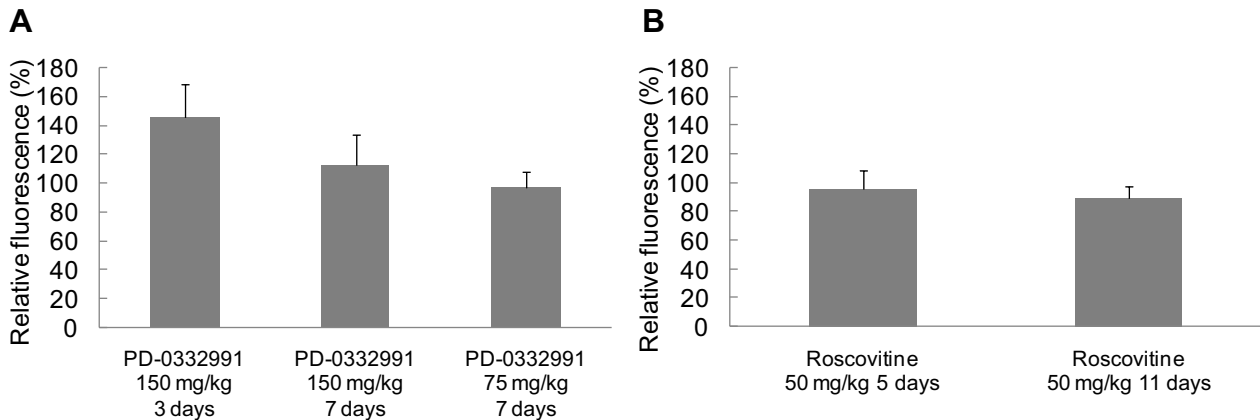 A
Relative fluorescence (%)
180
160
140
120
100
80
60
40
20
0
PD-0332991
150 mg/kg
3 days
PD-0332991
150 mg/kg
7 days
PD-0332991
75 mg/kg
7 days
B
Relative fluorescence (%)
180
160
140
120
100
80
60
40
20
0
Roscovitine
50 mg/kg 5 days
Roscovitine
50 mg/kg 11 days